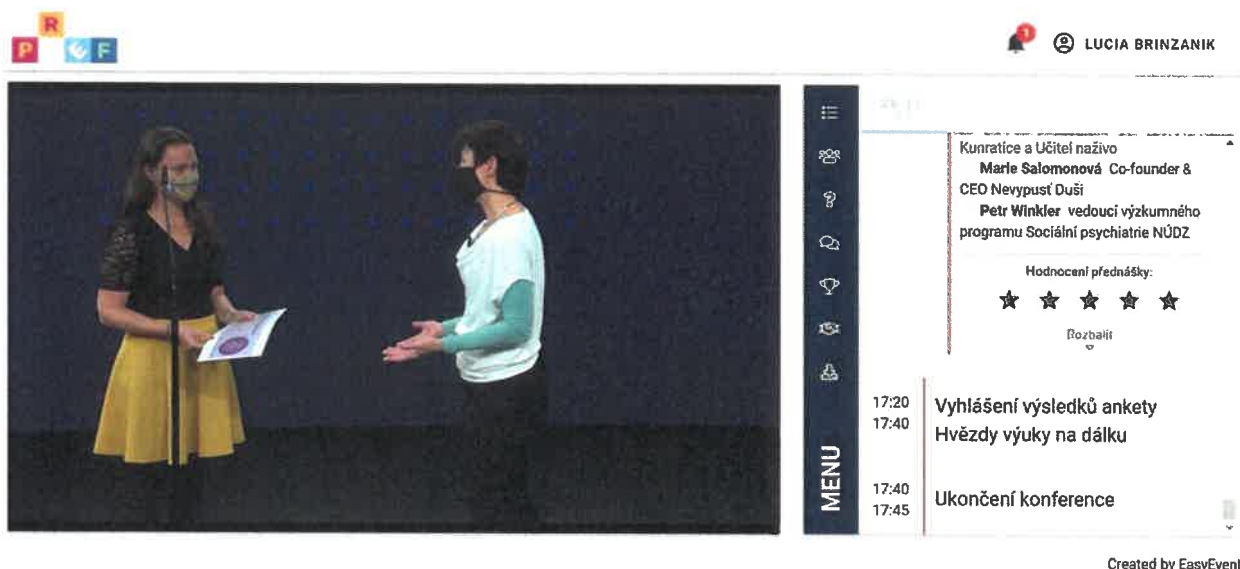 R
P E F
1
LUCIA BRINZANIK
Kunratice a Učitel naživo
Marie Salomonová Co-founder &
CEO Nevypusť Duši
Petr Winkler vedoucí výzkumného
programu Sociální psychiatrie NÚDZ
Hodnocení přednášky:
Rozbalit
MENU
17:20
17:40
Vyhlášení výsledků ankety
Hvězdy výuky na dálku
17:40
17:45
Ukončení konference
Created by EasyEvent